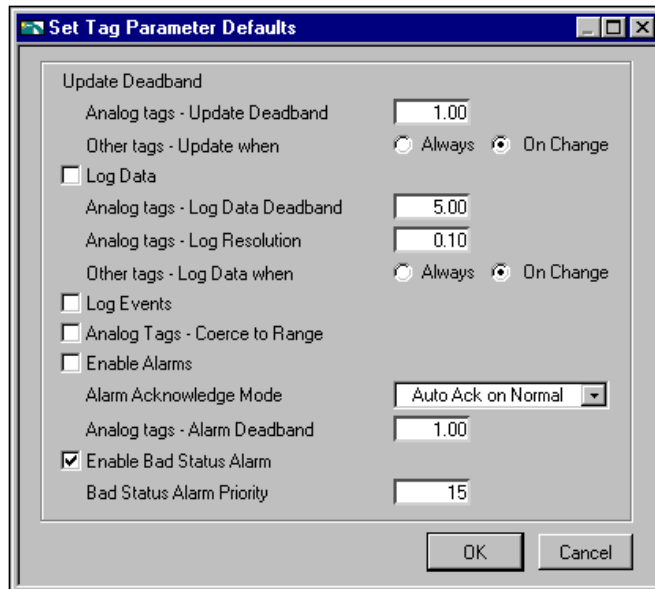 Set Tag Parameter Defaults
Update Deadband
Analog tags - Update Deadband 1.00
Other tags - Update when Always On Change
Log Data
Analog tags - Log Data Deadband 5.00
Analog tags - Log Resolution 0.10
Other tags - Log Data when Always On Change
Log Events
Analog Tags - Coerce to Range
Enable Alarms
Alarm Acknowledge Mode Auto Ack on Normal
Analog tags - Alarm Deadband 1.00
Enable Bad Status Alarm
Bad Status Alarm Priority 15
OK Cancel